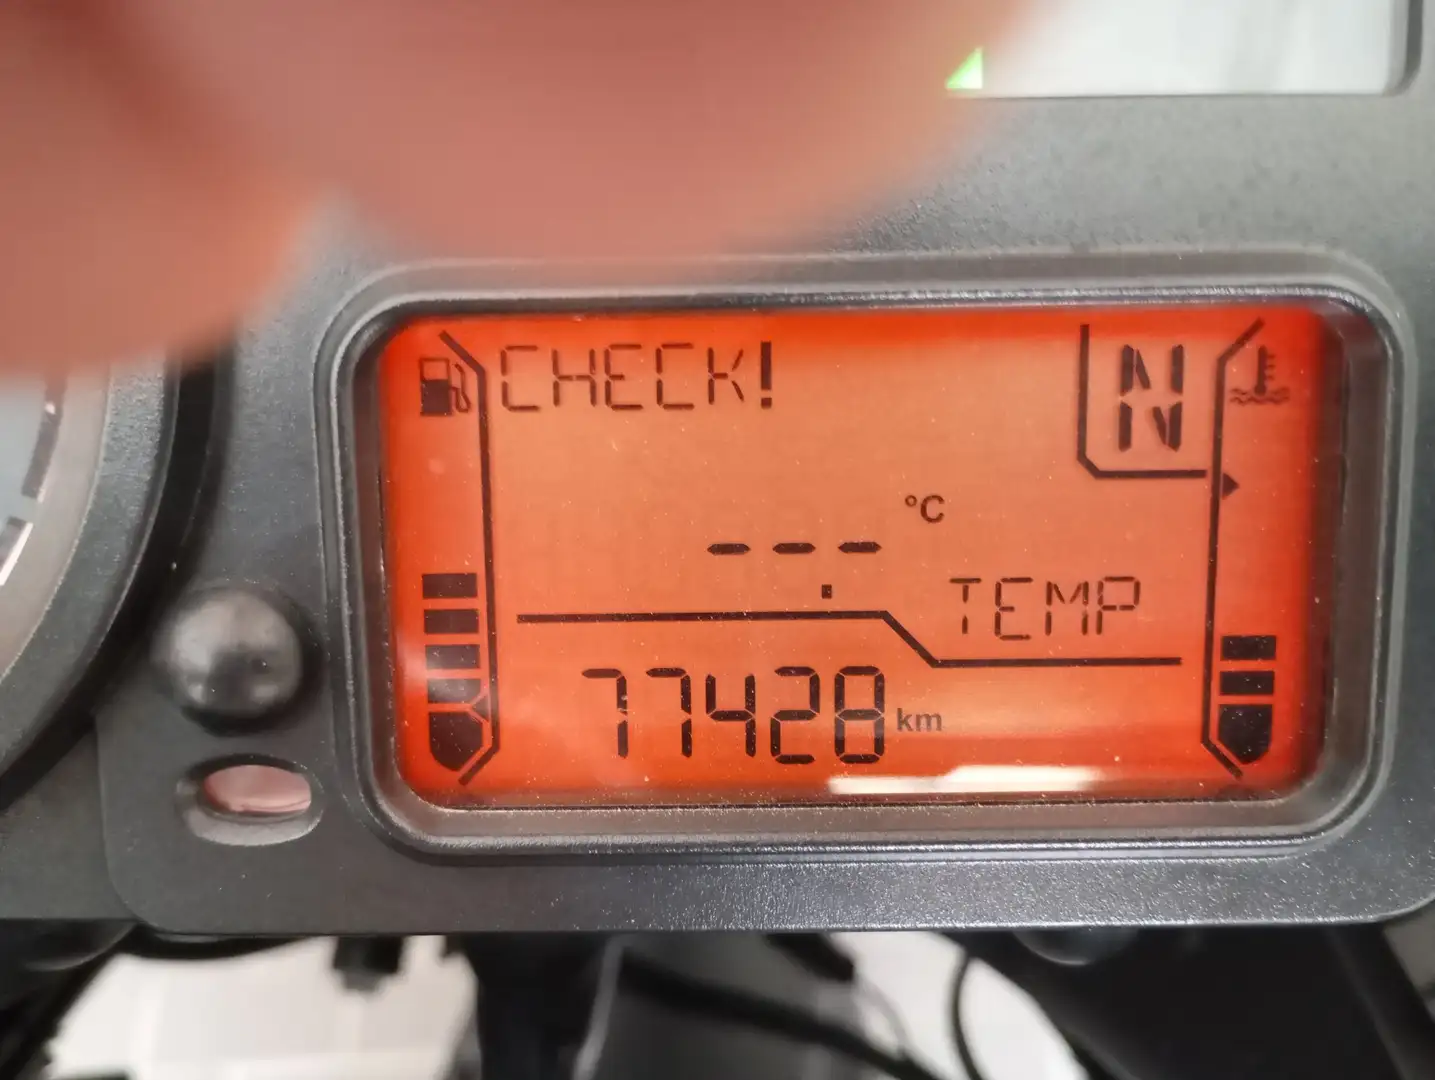 CHECK!
N
°C
---.
TEMP
77428 km